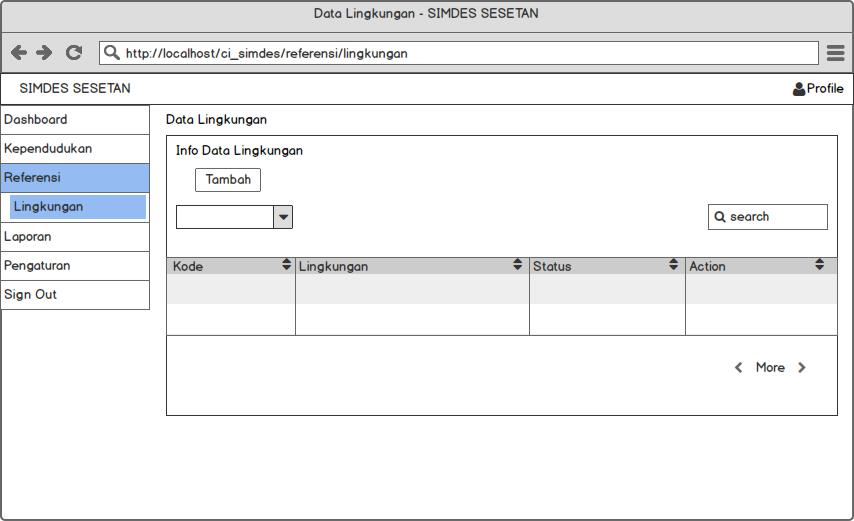 Data Lingkungan - SIMDES SESETAN
http://localhost/ci_simdes/referensi/lingkungan
SIMDES SESETAN
Profile
Dashboard
Kependudukan
Referensi
Lingkungan
Laporan
Pengaturan
Sign Out
Data Lingkungan
Info Data Lingkungan
Tambah
search
Kode Lingkungan Status Action
More